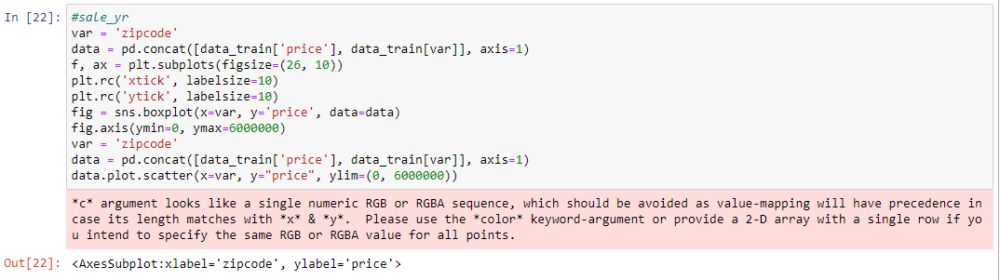 In [22]: #sale_yr
var = 'zipcode'
data = pd.concat([data_train['price'], data_train[var]], axis=1)
f, ax = plt.subplots(figsize=(26, 10))
plt.rc('xtick', labelsize=10)
plt.rc('ytick', labelsize=10)
fig = sns.boxplot(x=var, y='price', data=data)
fig.axis(ymin=0, ymax=6000000)
var = 'zipcode'
data = pd.concat([data_train['price'], data_train[var]], axis=1)
data.plot.scatter(x=var, y="price", ylim=(0, 6000000))
*c* argument looks like a single numeric RGB or RGBA sequence, which should be avoided as value-mapping will have precedence in
case its length matches with *x* & *y*.  Please use the *color* keyword-argument or provide a 2-D array with a single row if yo
u intend to specify the same RGB or RGBA value for all points.
Out[22]: <AxesSubplot:xlabel='zipcode', ylabel='price'>